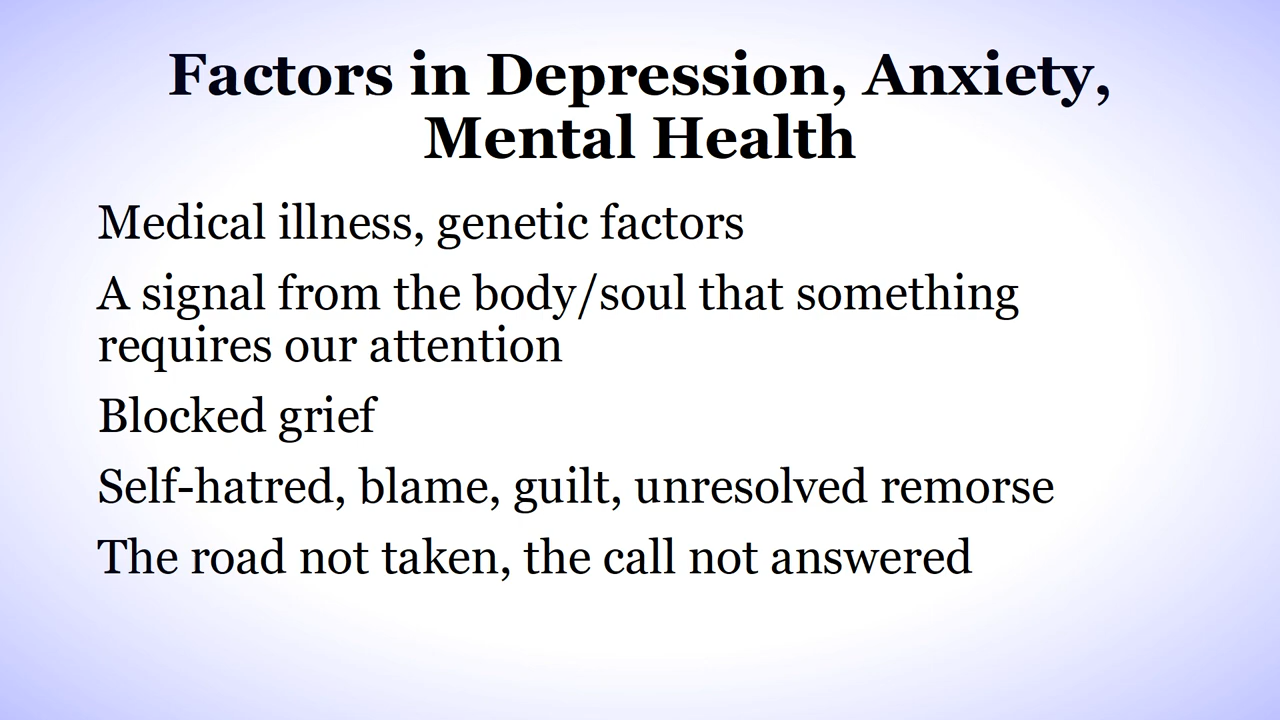 Factors in Depression, Anxiety,
Mental Health
Medical illness, genetic factors
A signal from the body/soul that something
requires our attention
Blocked grief
Self-hatred, blame, guilt, unresolved remorse
The road not taken, the call not answered